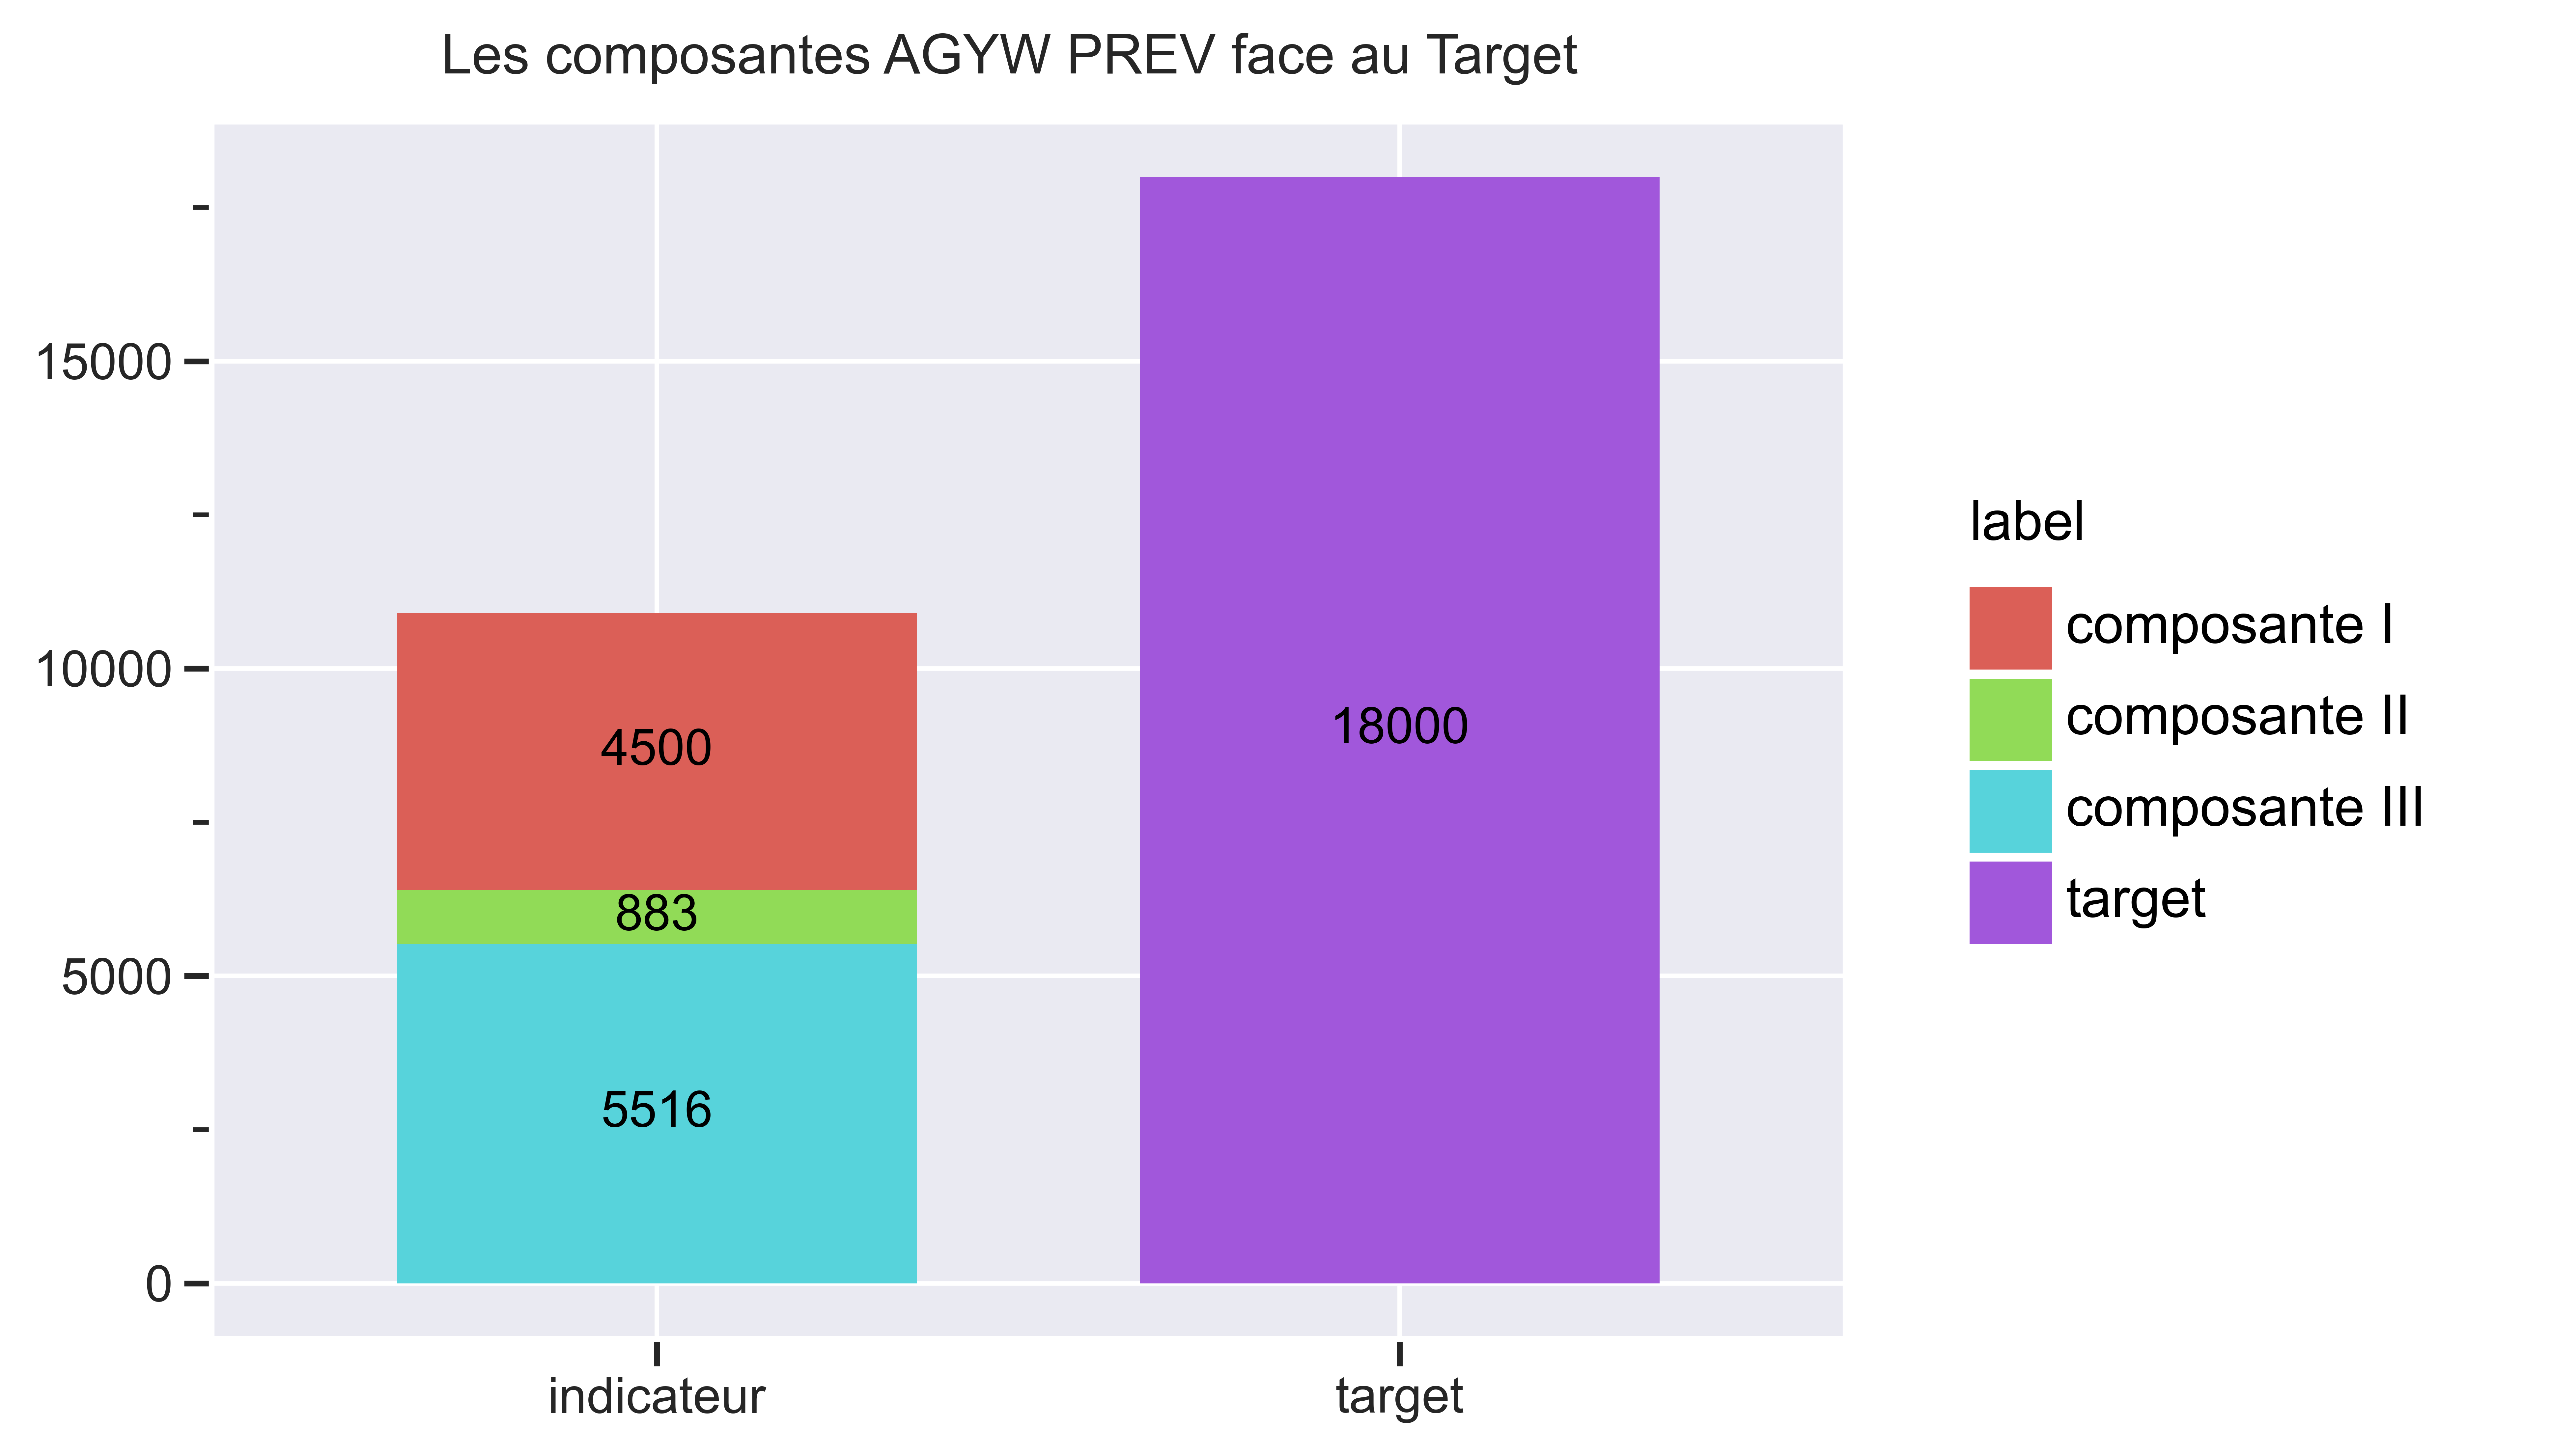 Les composantes AGYW PREV face au Target
15000
10000
5000
0
4500
883
5516
18000
indicateur
target
label
composante I
composante II
composante III
target